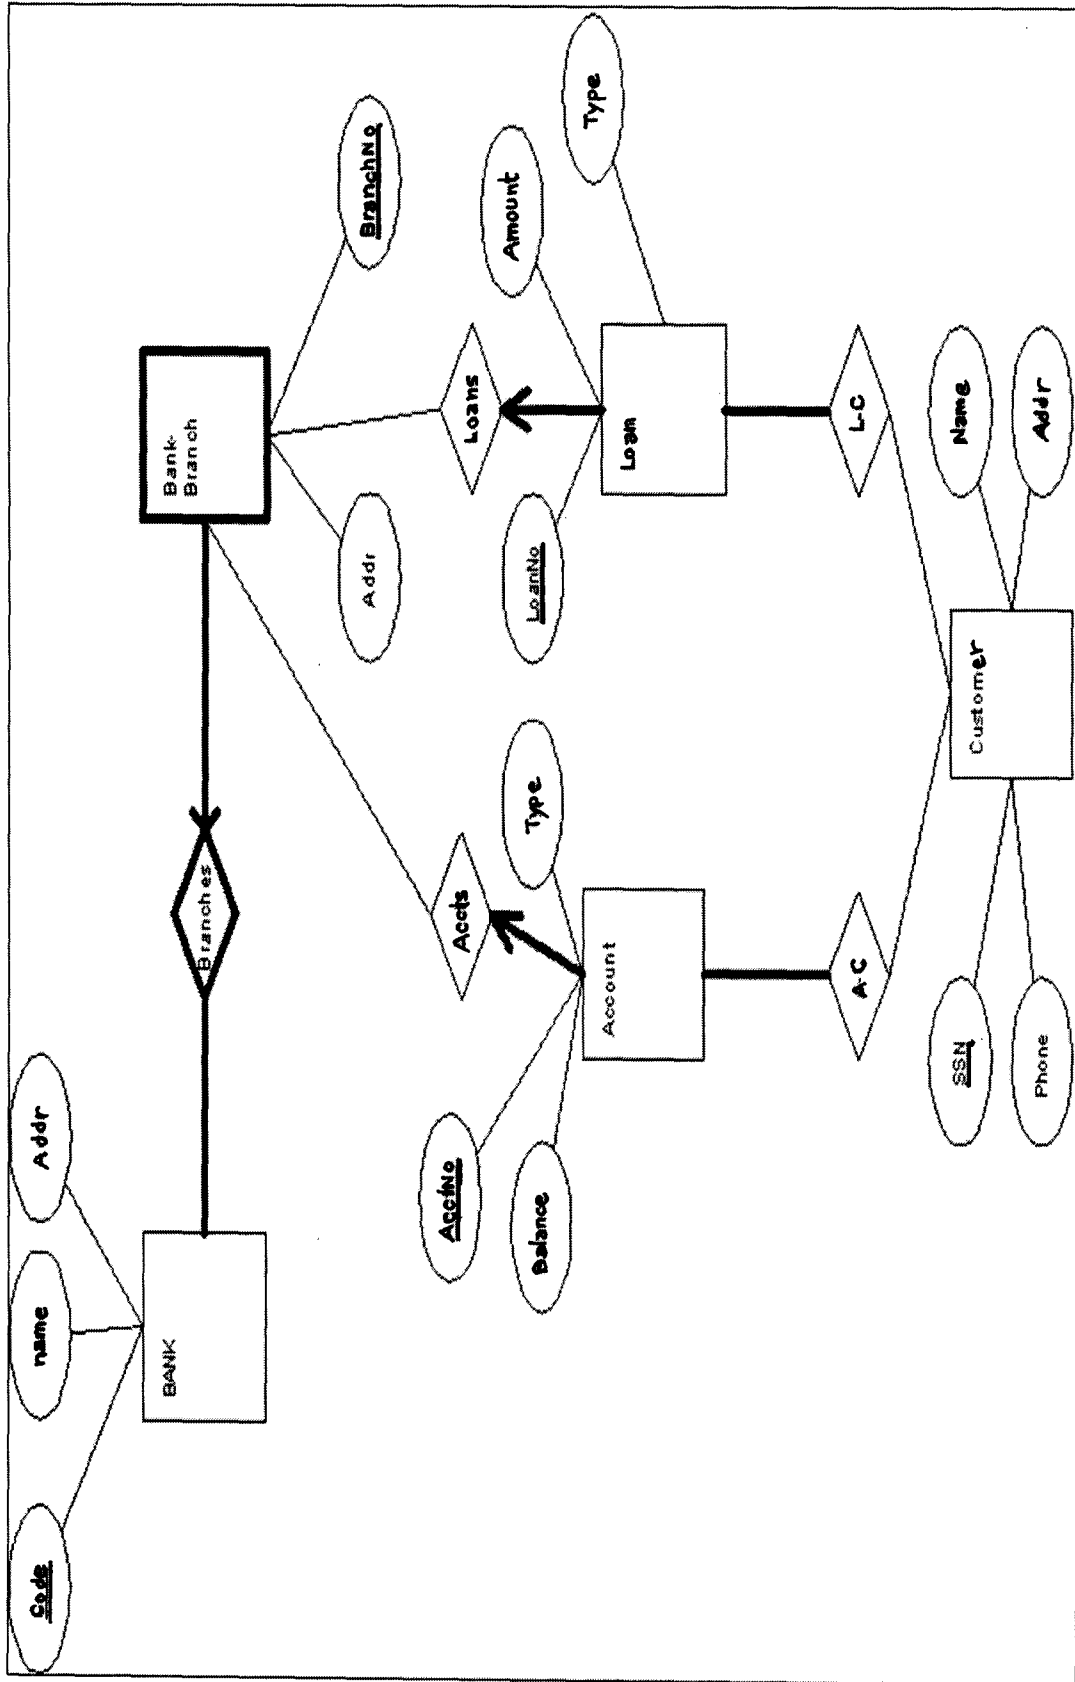 Code
name
Addr
BANK
Branches
Bank-
Branch
Addr
BranchNo
AcctNo
Balance
Type
Accts
Account
Loans
LoanNo
Amount
Type
Loan
A-C
L-C
SSN
Phone
Customer
Name
Addr